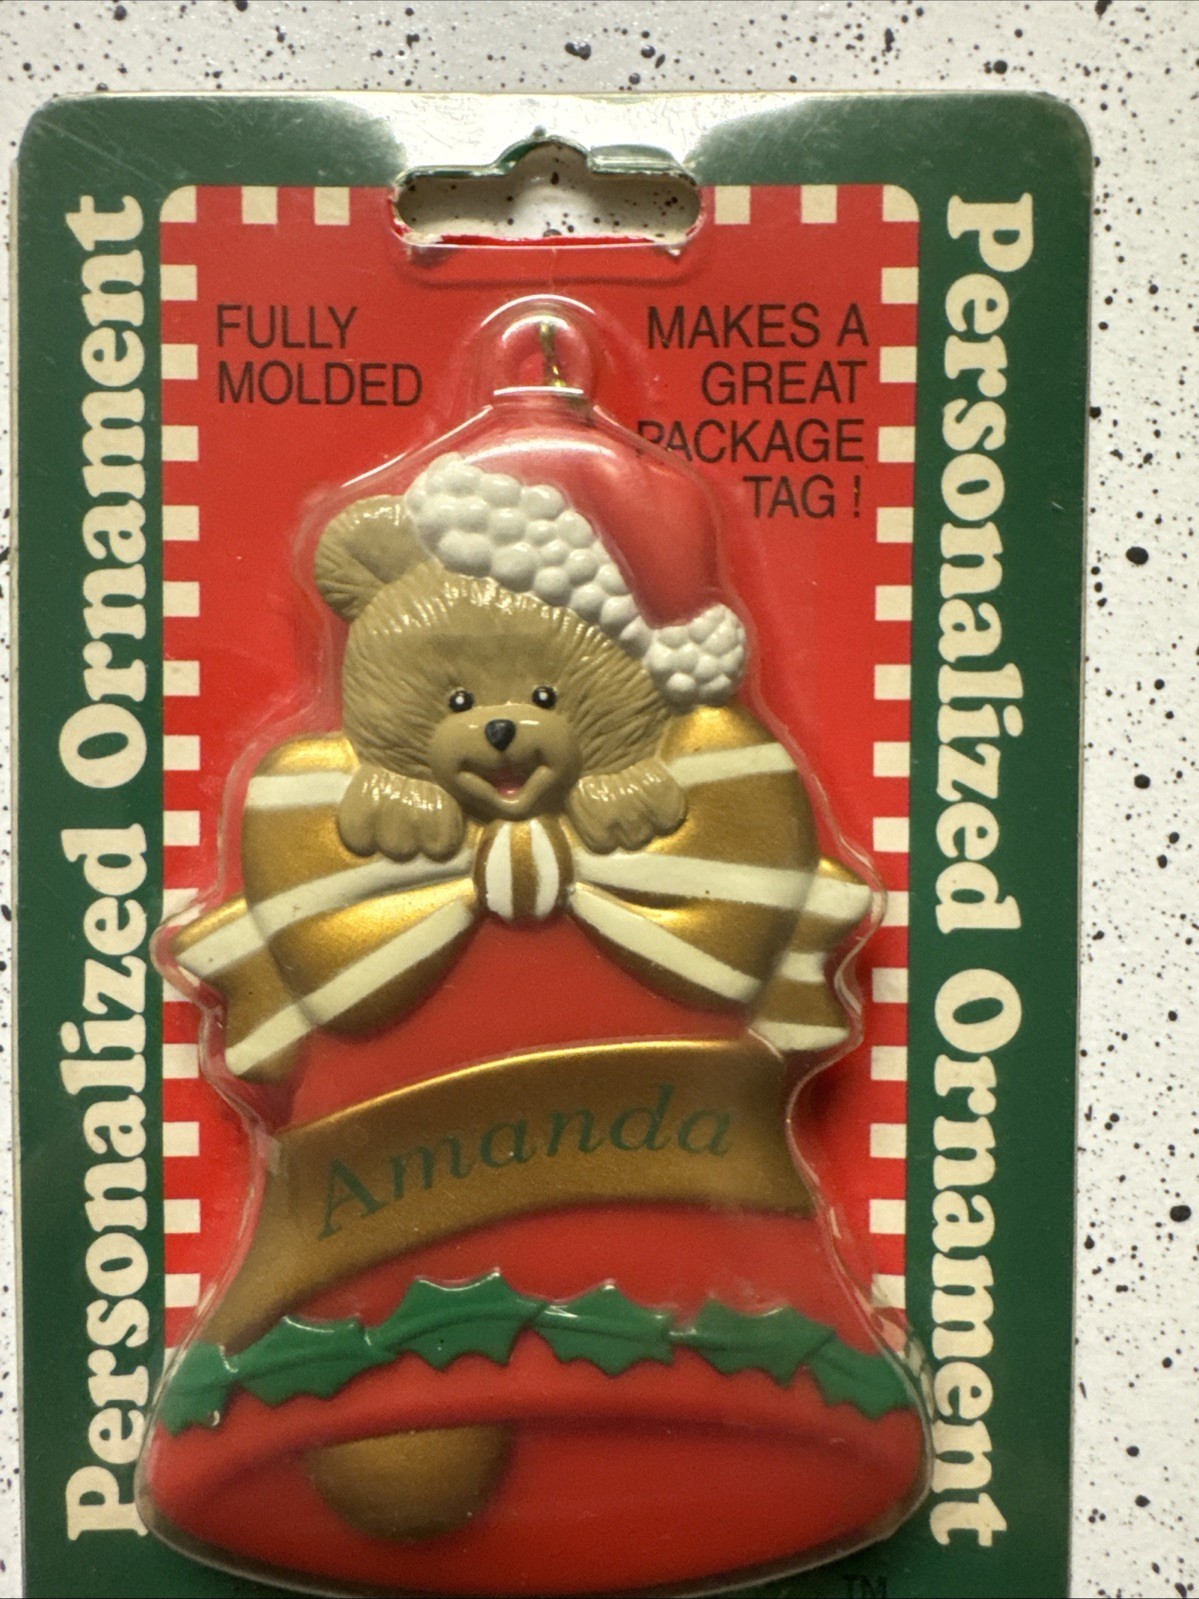 Personalized Ornament
FULLY
MOLDED
MAKES A
GREAT
PACKAGE
TAG !
Personalized Ornament
Amanda
TM